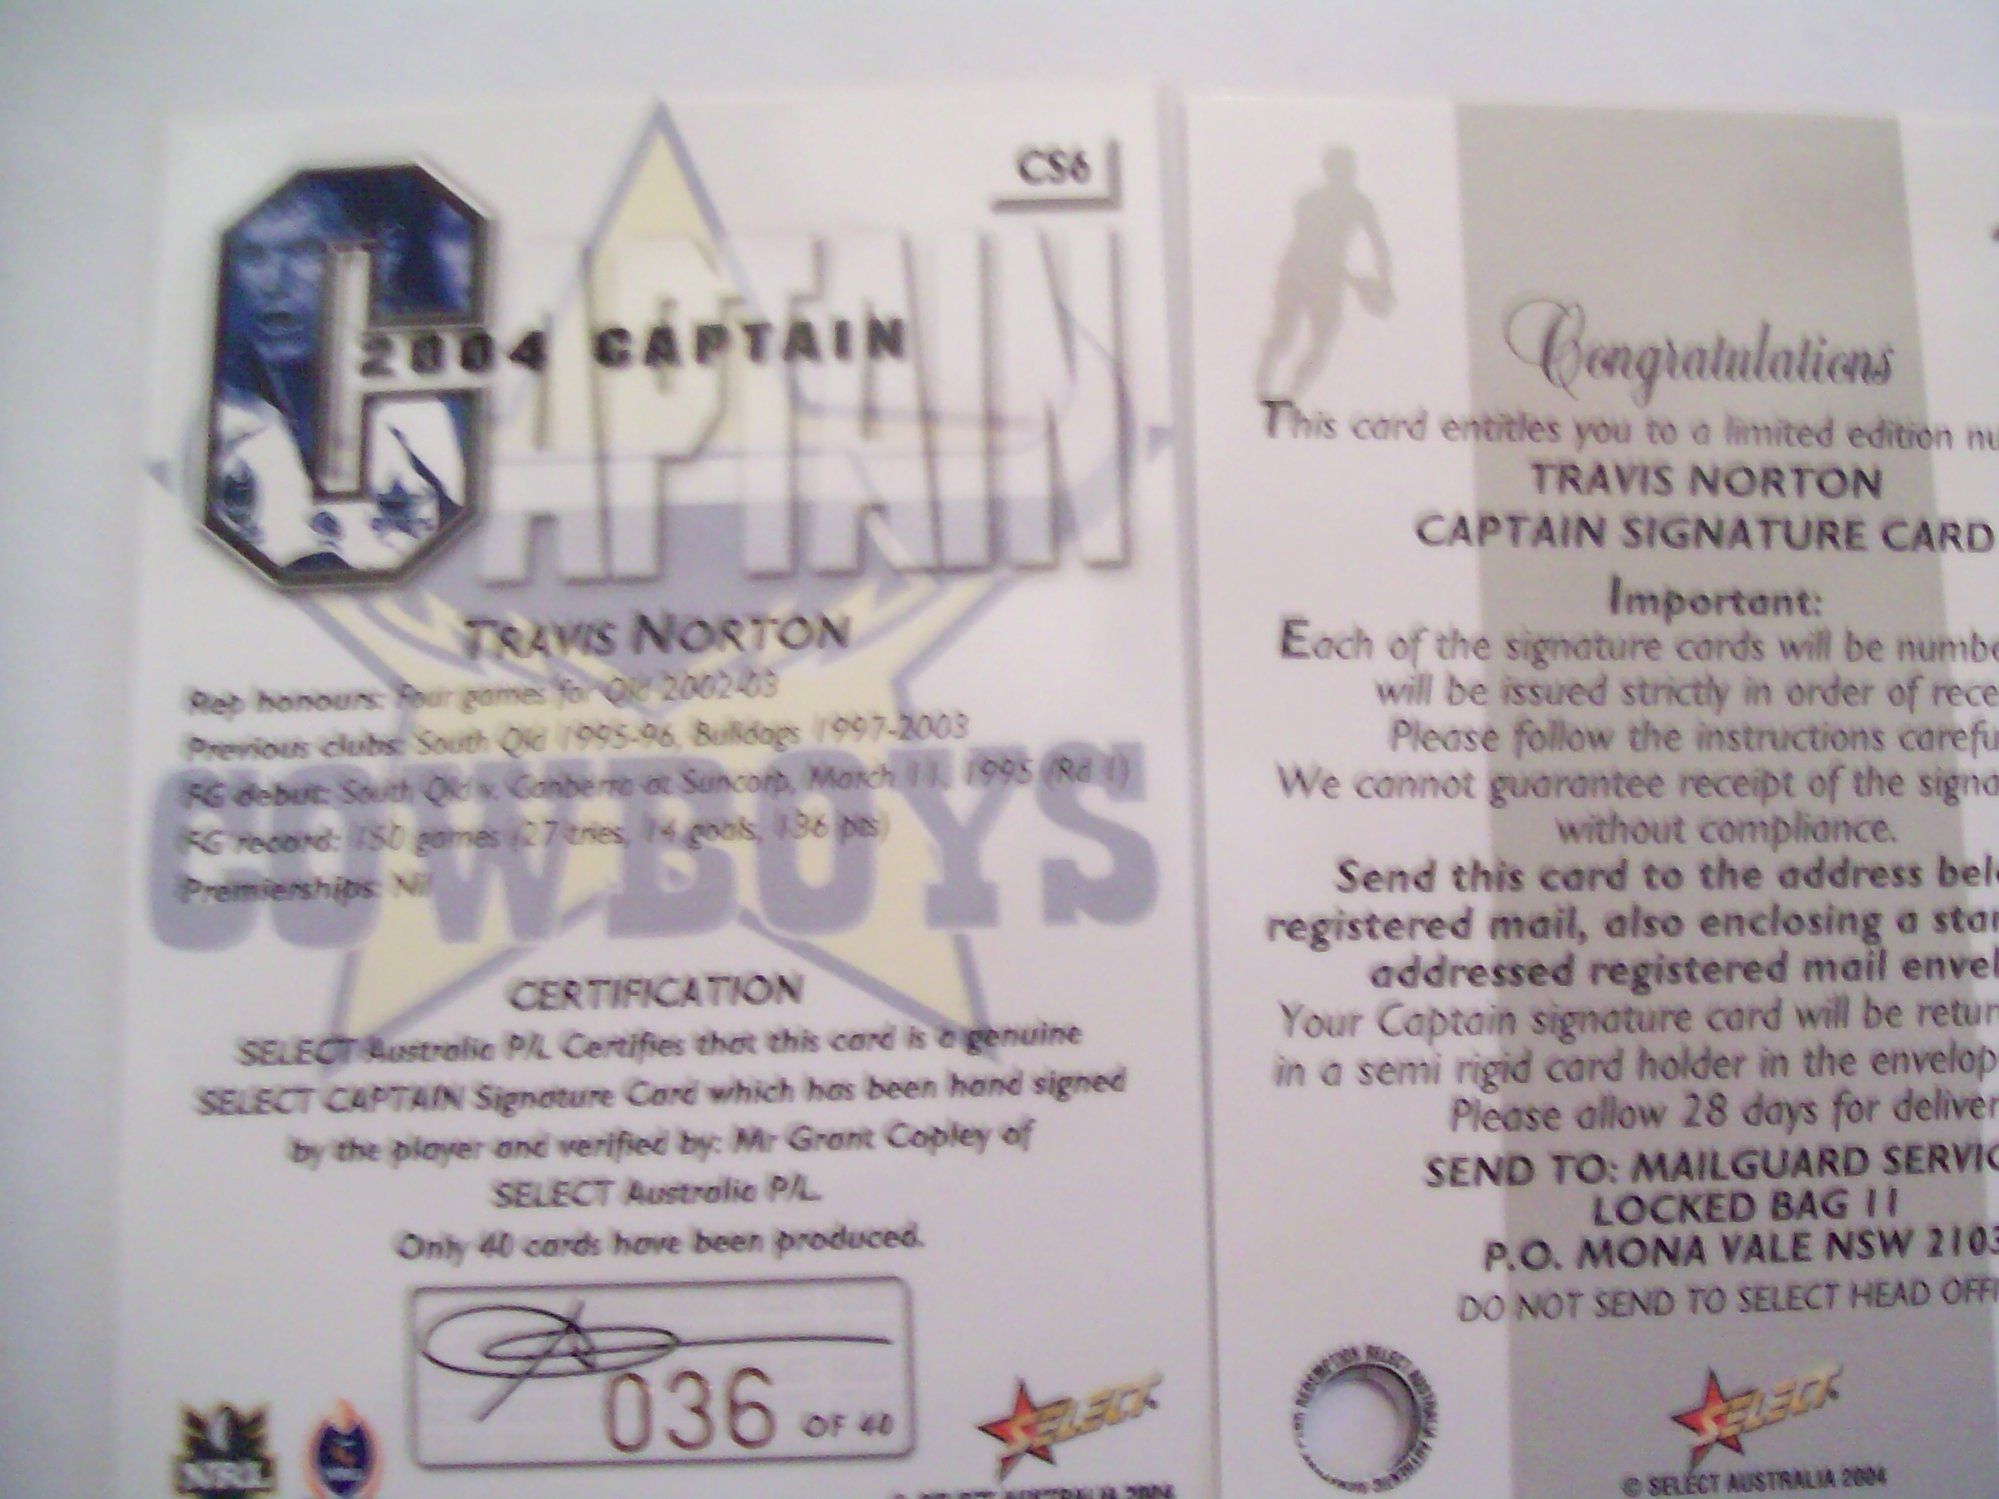 CS6
CAPTAIN
2004 CAPTAIN
TRAVIS NORTON
Rep honours: Four games for Qld 2002-03
Previous clubs: South Qld 1995-96, Bulldogs 1997-2003
FG debut: South Qld v. Canberra at Suncorp, March 11, 1995 (Rd 1)
FG record: 150 games (27 tries, 14 goals, 136 pts)
Premierships: Nil
COWBOYS
CERTIFICATION
SELECT Australia P/L Certifies that this card is a genuine
SELECT CAPTAIN Signature Card which has been hand signed
by the player and verified by: Mr Grant Copley of
SELECT Australia P/L
Only 40 cards have been produced.
036 OF 40
NRL
SELECT
© SELECT AUSTRALIA 2004
Congratulations
This card entitles you to a limited edition
TRAVIS NORTON
CAPTAIN SIGNATURE CARD
Important:
Each of the signature cards will be
will be issued strictly in order of
Please follow the instructions
We cannot guarantee receipt of the
without compliance.
Send this card to the address
registered mail, also enclosing a
addressed registered mail
Your Captain signature card will be
in a semi rigid card holder in the
Please allow 28 days for
SEND TO: MAILGUARD
LOCKED BAG 11
P.O. MONA VALE NSW 2103
DO NOT SEND TO SELECT HEAD
SELECT
© SELECT AUSTRALIA 2004